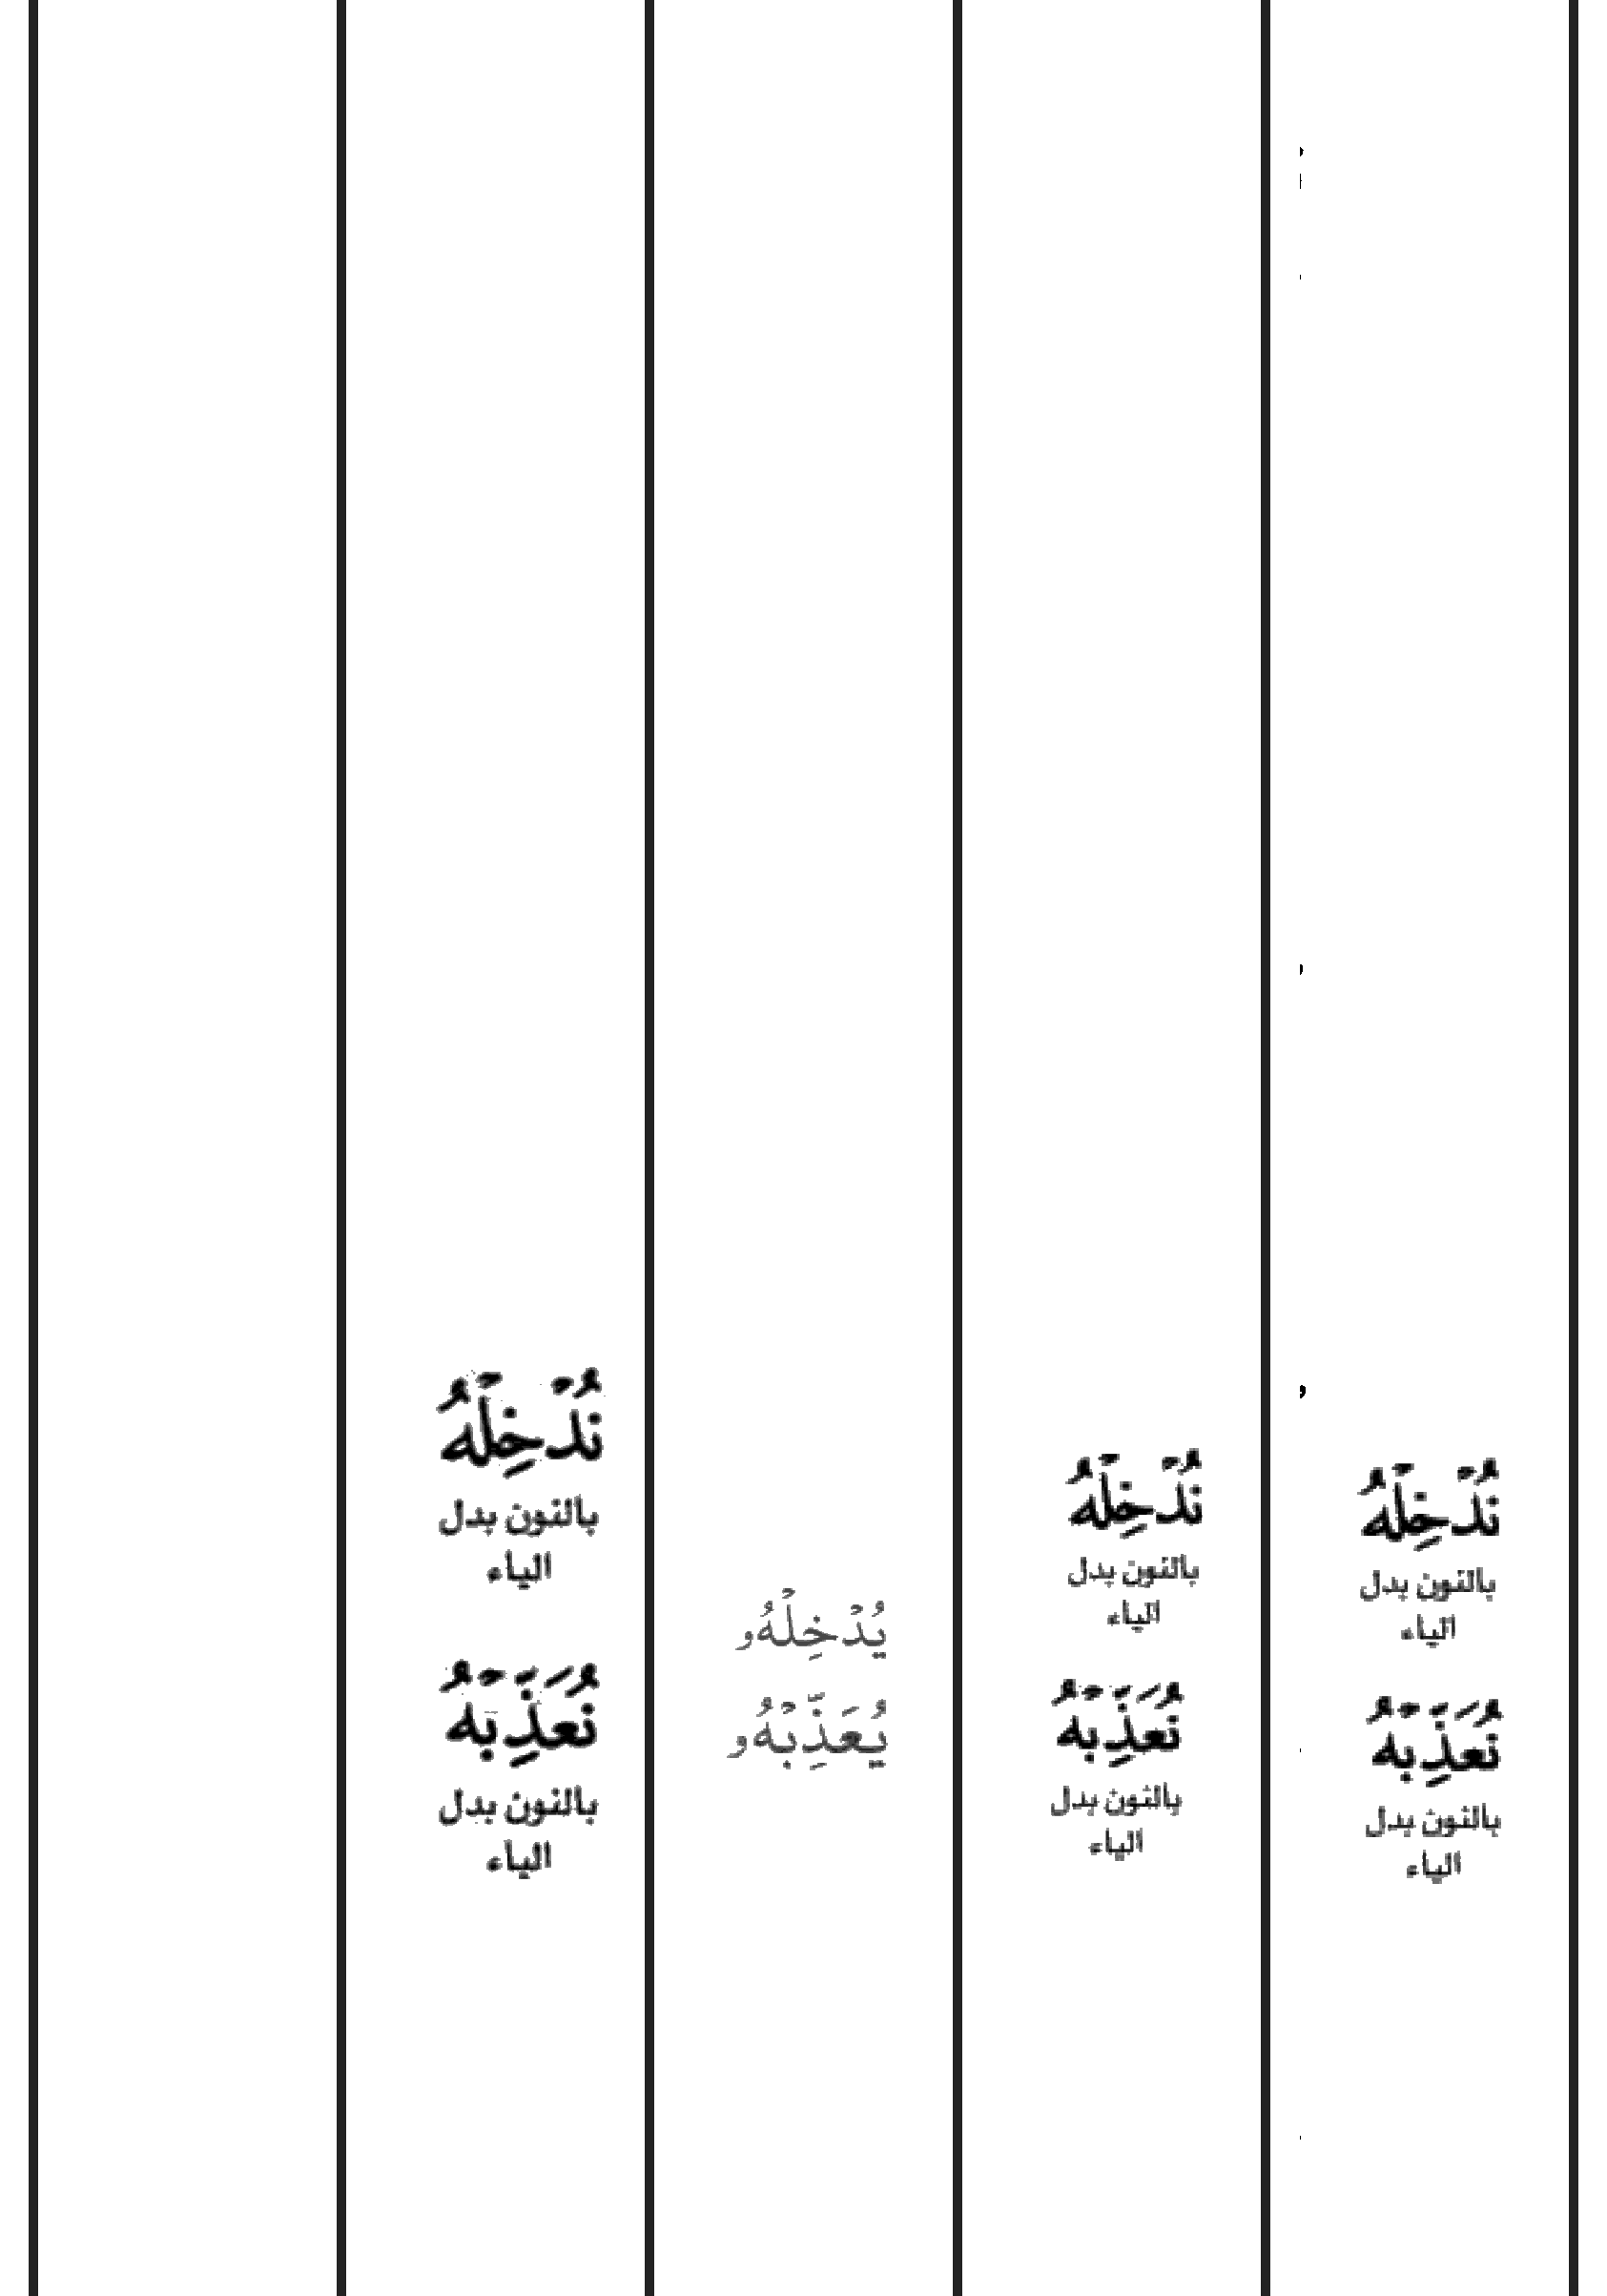 نُدْخِلْهُ
بالنون بدل
الياء
نُعَذِّبْهُ
بالنون بدل
الياء
نُدْخِلْهُ
بالنون بدل
الياء
نُعَذِّبْهُ
بالنون بدل
الياء
يُدْخِلْهُو
يُعَذِّبْهُو
نُدْخِلْهُ
بالنون بدل
الياء
نُعَذِّبْهُ
بالنون بدل
الياء